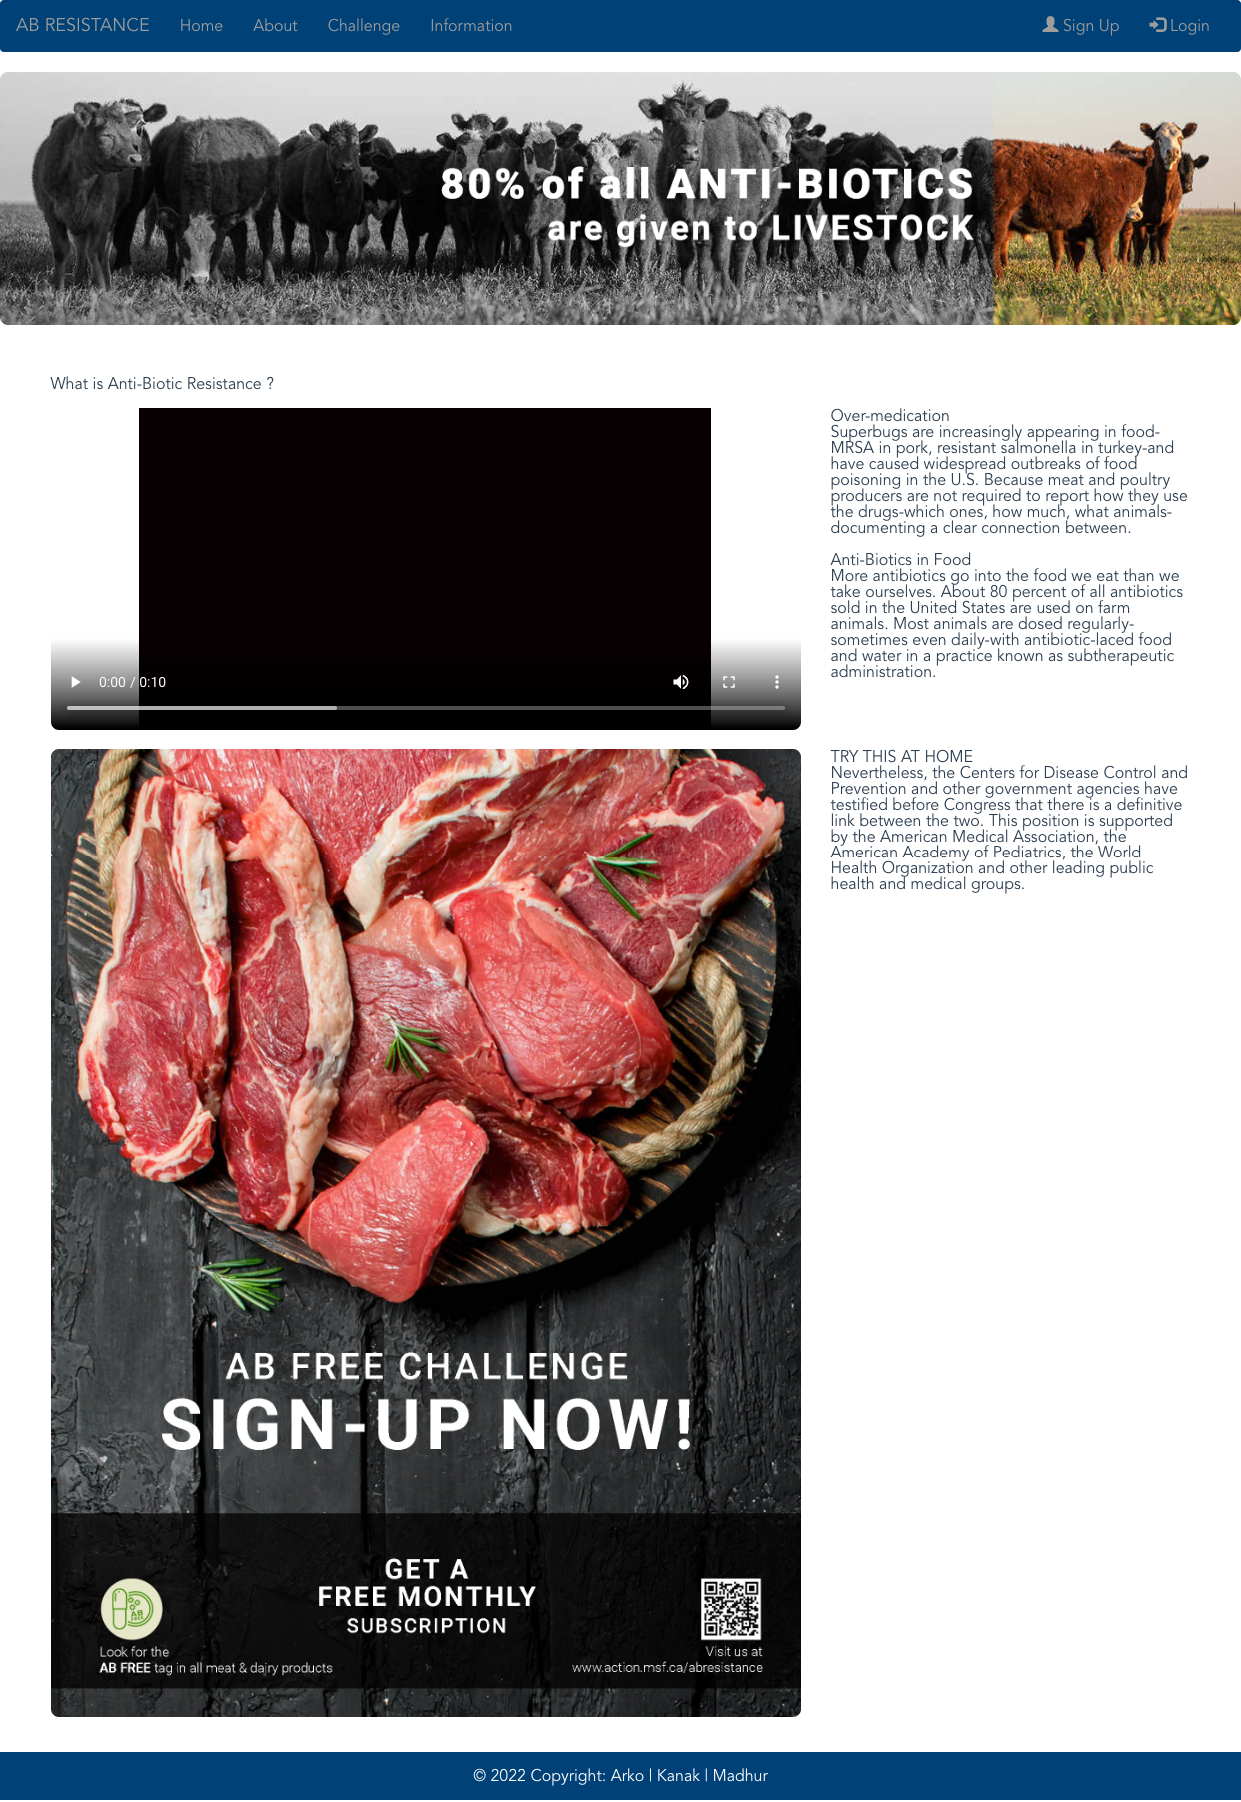 AB RESISTANCE Home About Challenge Information Sign Up Login
80% of all ANTI-BIOTICS
are given to LIVESTOCK
What is Anti-Biotic Resistance ?
0:00 / 0:10
Over-medication
Superbugs are increasingly appearing in food-
MRSA in pork, resistant salmonella in turkey-and
have caused widespread outbreaks of food
poisoning in the U.S. Because meat and poultry
producers are not required to report how they use
the drugs-which ones, how much, what animals-
documenting a clear connection between.
Anti-Biotics in Food
More antibiotics go into the food we eat than we
take ourselves. About 80 percent of all antibiotics
sold in the United States are used on farm
animals. Most animals are dosed regularly-
sometimes even daily-with antibiotic-laced food
and water in a practice known as subtherapeutic
administration.
TRY THIS AT HOME
Nevertheless, the Centers for Disease Control and
Prevention and other government agencies have
testified before Congress that there is a definitive
link between the two. This position is supported
by the American Medical Association, the
American Academy of Pediatrics, the World
Health Organization and other leading public
health and medical groups.
AB FREE CHALLENGE
SIGN-UP NOW!
GET A
FREE MONTHLY
SUBSCRIPTION
AB
FREE
Look for the
AB FREE tag in all meat & dairy products
Visit us at
www.action.msf.ca/abresistance
© 2022 Copyright: Arko | Kanak | Madhur